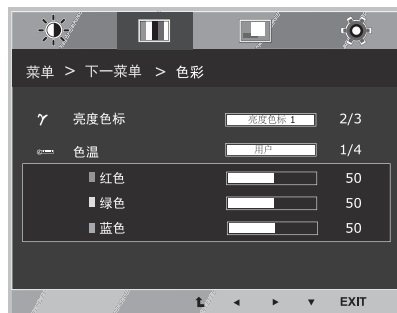 菜单 > 下一菜单 > 色彩
γ 亮度色标 亮度色标 1 2/3
色温 用户 1/4
红色 50
绿色 50
蓝色 50
EXIT